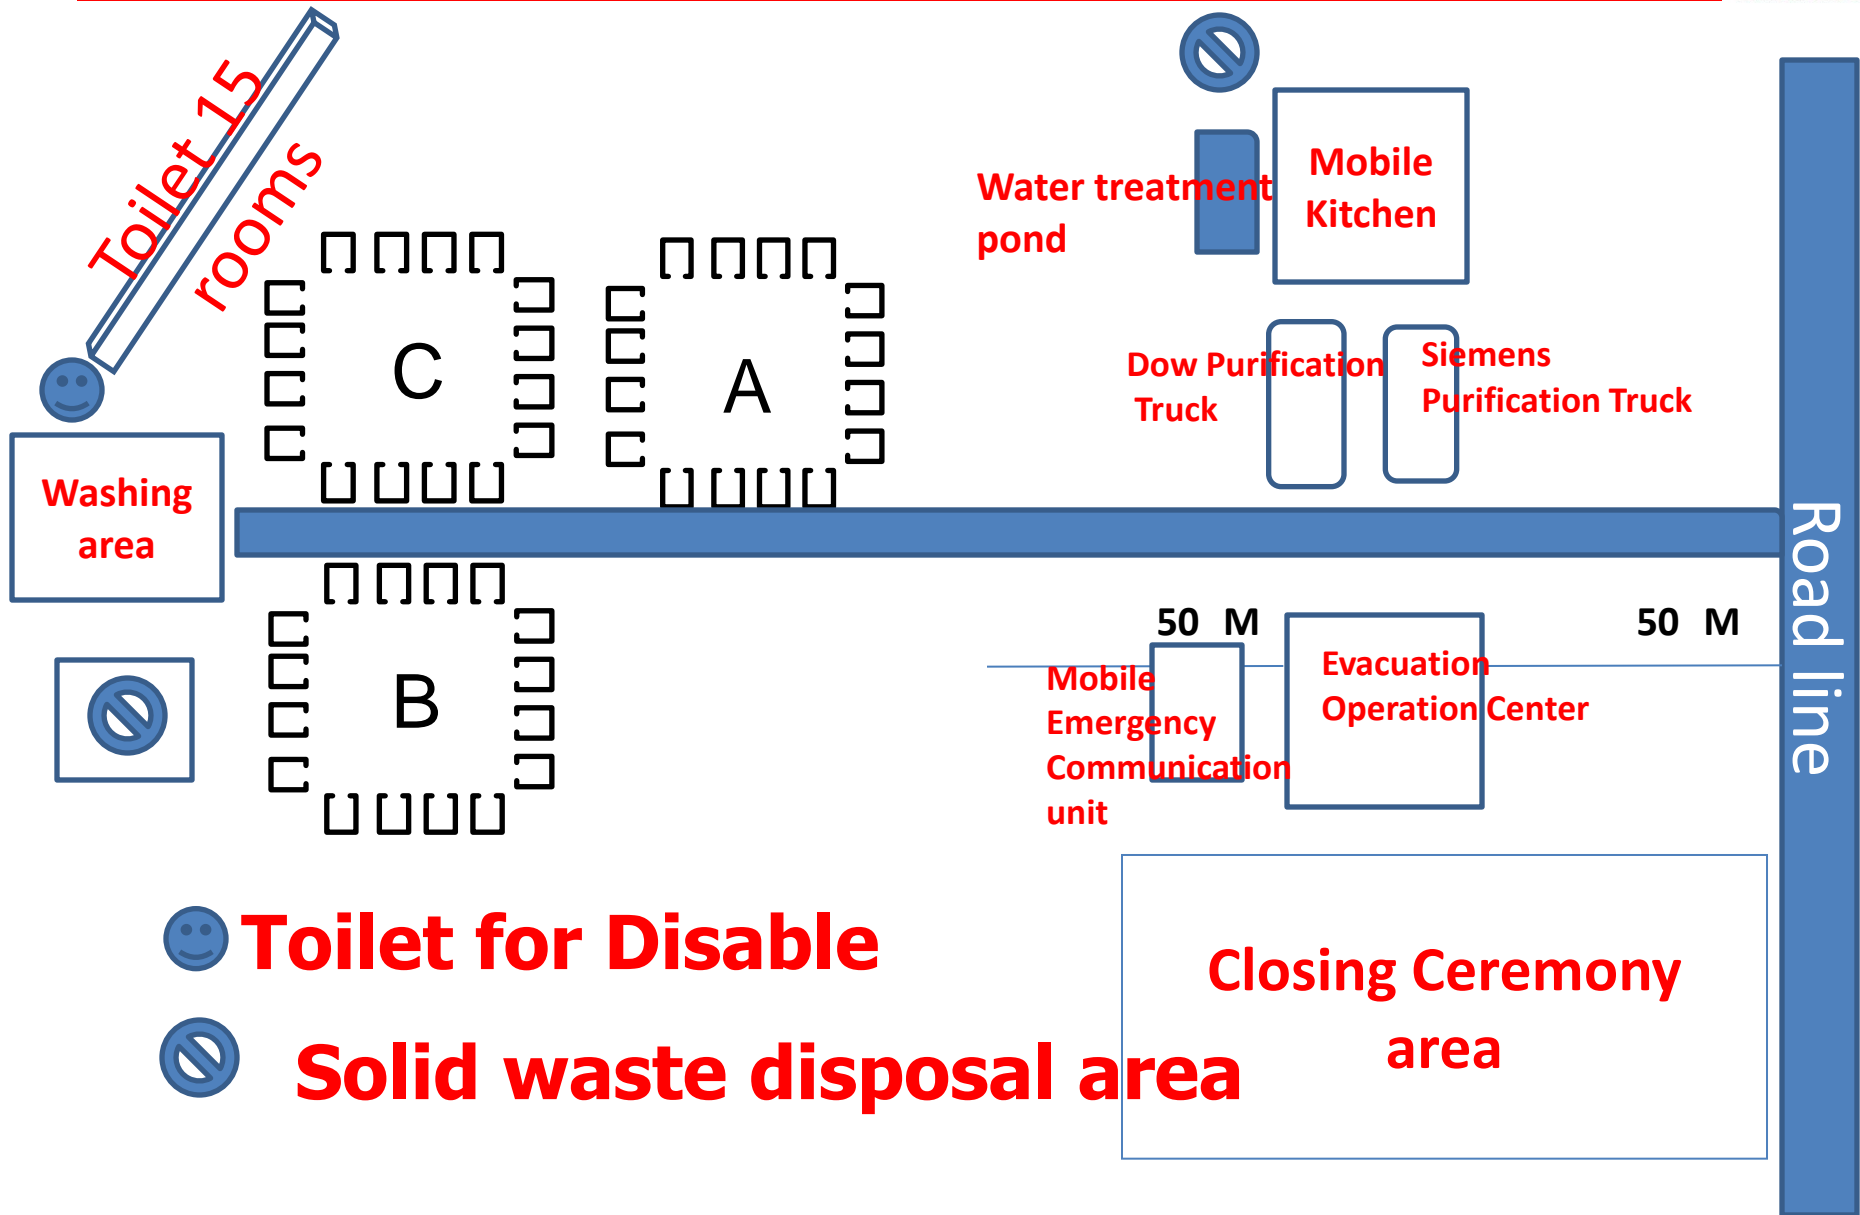 Toilet 15
rooms
Water treatment
pond
Mobile
Kitchen
C
A
Dow Purification
Truck
Siemens
Purification Truck
Washing
area
Road line
50 M
50 M
B
Mobile
Emergency
Communication
unit
Evacuation
Operation Center
Toilet for Disable
Solid waste disposal area
Closing Ceremony
area